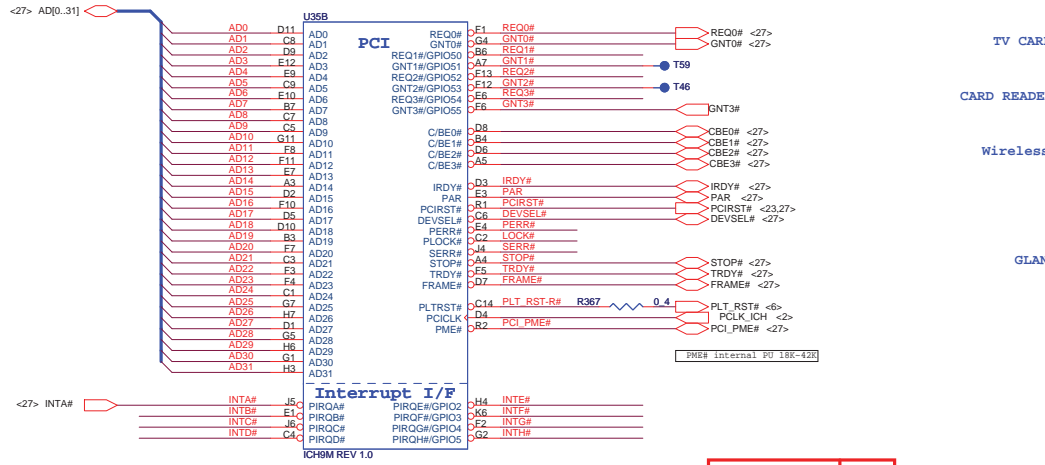 <27> AD[0..31]
U35B
PCI
AD0 D11 AD0 REQ0# F1 REQ0# REQ0# <27>
AD1 C8 AD1 GNT0# G4 GNT0# GNT0# <27>
AD2 D9 AD2 REQ1#/GPIO50 B6 REQ1#
AD3 E12 AD3 GNT1#/GPIO51 A7 GNT1# T59
AD4 E9 AD4 REQ2#/GPIO52 F13 REQ2#
AD5 C9 AD5 GNT2#/GPIO53 F12 GNT2# T46
AD6 E10 AD6 REQ3#/GPIO54 E6 REQ3#
AD7 B7 AD7 GNT3#/GPIO55 F6 GNT3# GNT3#
AD8 C7 AD8
AD9 C5 AD9 C/BE0# D8 CBE0# <27>
AD10 G11 AD10 C/BE1# B4 CBE1# <27>
AD11 F8 AD11 C/BE2# D6 CBE2# <27>
AD12 F11 AD12 C/BE3# A5 CBE3# <27>
AD13 E7 AD13
AD14 A3 AD14 IRDY# D3 IRDY# IRDY# <27>
AD15 D2 AD15 PAR E3 PAR PAR <27>
AD16 F10 AD16 PCIRST# R1 PCIRST# PCIRST# <23,27>
AD17 D5 AD17 DEVSEL# C6 DEVSEL# DEVSEL# <27>
AD18 D10 AD18 PERR# E4 PERR#
AD19 B3 AD19 PLOCK# C2 LOCK#
AD20 F7 AD20 SERR# J4 SERR#
AD21 C3 AD21 STOP# A4 STOP# STOP# <27>
AD22 F3 AD22 TRDY# F5 TRDY# TRDY# <27>
AD23 F4 AD23 FRAME# D7 FRAME# FRAME# <27>
AD24 C1 AD24
AD25 G7 AD25 PLTRST# C14 PLT_RST-R# R367 0_4 PLT_RST# <6>
AD26 H7 AD26 PCICLK D4 PCLK_ICH <2>
AD27 D1 AD27 PME# R2 PCI_PME# PCI_PME# <27>
AD28 G5 AD28
AD29 H6 AD29
AD30 G1 AD30
AD31 H3 AD31
PME# internal PU 18K-42K
Interrupt I/F
<27> INTA# INTA# J5 PIRQA# PIRQE#/GPIO2 H4 INTE#
INTB# E1 PIRQB# PIRQF#/GPIO3 K6 INTF#
INTC# J6 PIRQC# PIRQG#/GPIO4 F2 INTG#
INTD# C4 PIRQD# PIRQH#/GPIO5 G2 INTH#
ICH9M REV 1.0
TV CAR
CARD READE
Wireless
GLAN